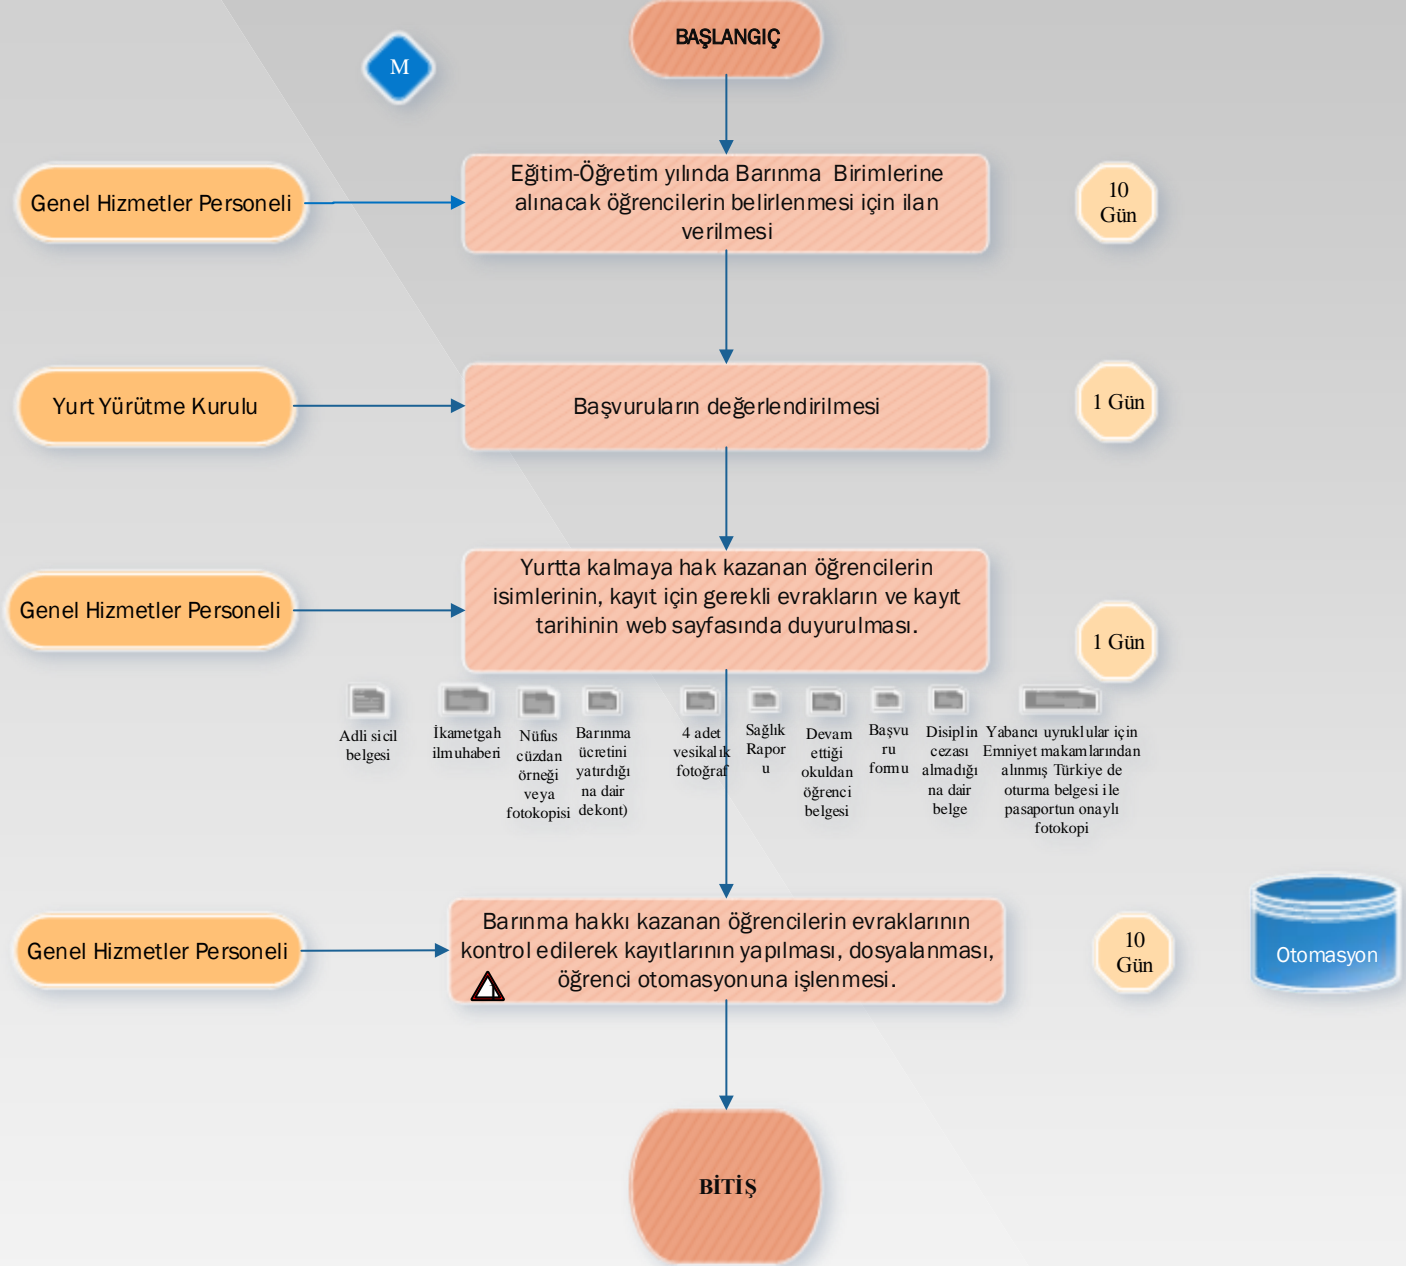 BAŞLANGIÇ
M
Genel Hizmetler Personeli
Eğitim-Öğretim yılında Barınma Birimlerine
alınacak öğrencilerin belirlenmesi için ilan
verilmesi
10
Gün
Yurt Yürütme Kurulu
Başvuruların değerlendirilmesi
1 Gün
Genel Hizmetler Personeli
Yurtta kalmaya hak kazanan öğrencilerin
isimlerinin, kayıt için gerekli evrakların ve kayıt
tarihinin web sayfasında duyurulması.
1 Gün
Adli sicil
belgesi
İkametgah
ilmuhaberi
Nüfus
cüzdan
örneği
veya
fotokopisi
Barınma
ücretini
yatırdığı
na dair
dekont)
4 adet
vesikalık
fotoğraf
Sağlık
Rapor
u
Devam
ettiği
okuldan
öğrenci
belgesi
Başvu
ru
formu
Disiplin
cezası
almadığı
na dair
belge
Yabancı uyruklular için
Emniyet makamlarından
alınmış Türkiye de
oturma belgesi ile
pasaportun onaylı
fotokopi
Genel Hizmetler Personeli
Barınma hakkı kazanan öğrencilerin evraklarının
kontrol edilerek kayıtlarının yapılması, dosyalanması,
öğrenci otomasyonuna işlenmesi.
10
Gün
Otomasyon
BİTİŞ